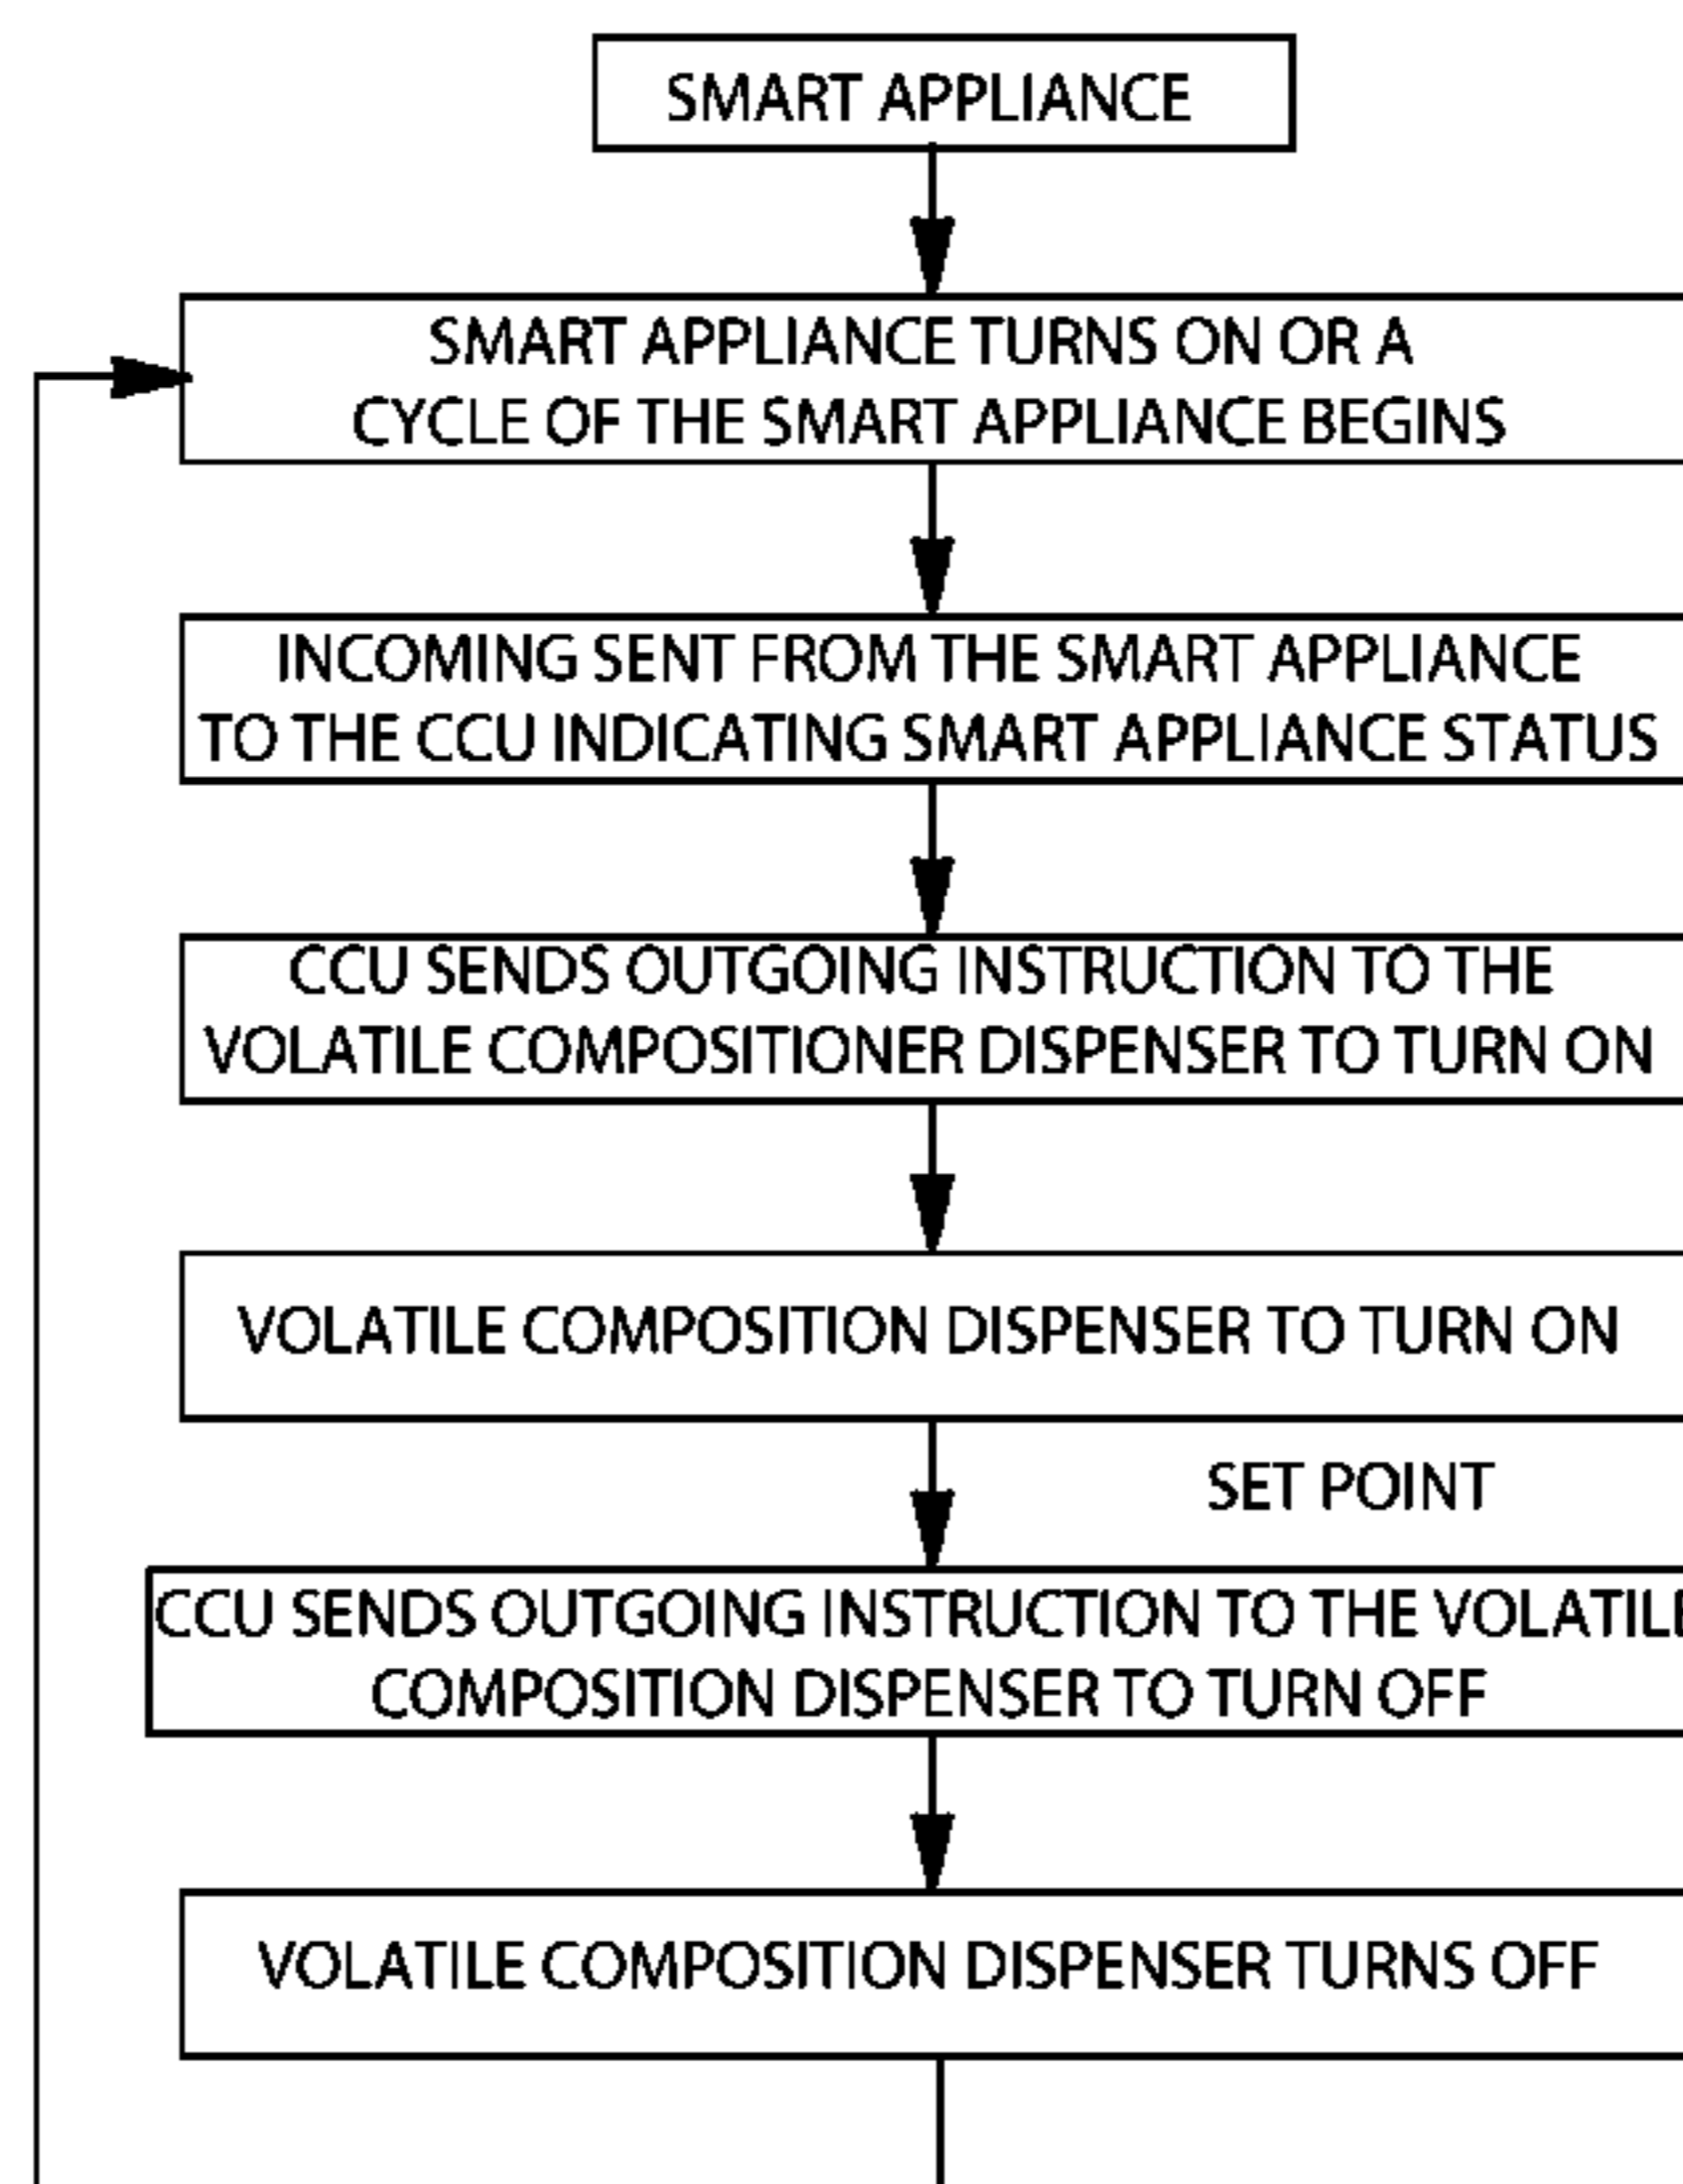 SMART APPLIANCE
SMART APPLIANCE TURNS ON OR A
CYCLE OF THE SMART APPLIANCE BEGINS
INCOMING SENT FROM THE SMART APPLIANCE
TO THE CCU INDICATING SMART APPLIANCE STATUS
CCU SENDS OUTGOING INSTRUCTION TO THE
VOLATILE COMPOSITIONER DISPENSER TO TURN ON
VOLATILE COMPOSITION DISPENSER TO TURN ON
SET POINT
CCU SENDS OUTGOING INSTRUCTION TO THE VOLATILE
COMPOSITION DISPENSER TO TURN OFF
VOLATILE COMPOSITION DISPENSER TURNS OFF